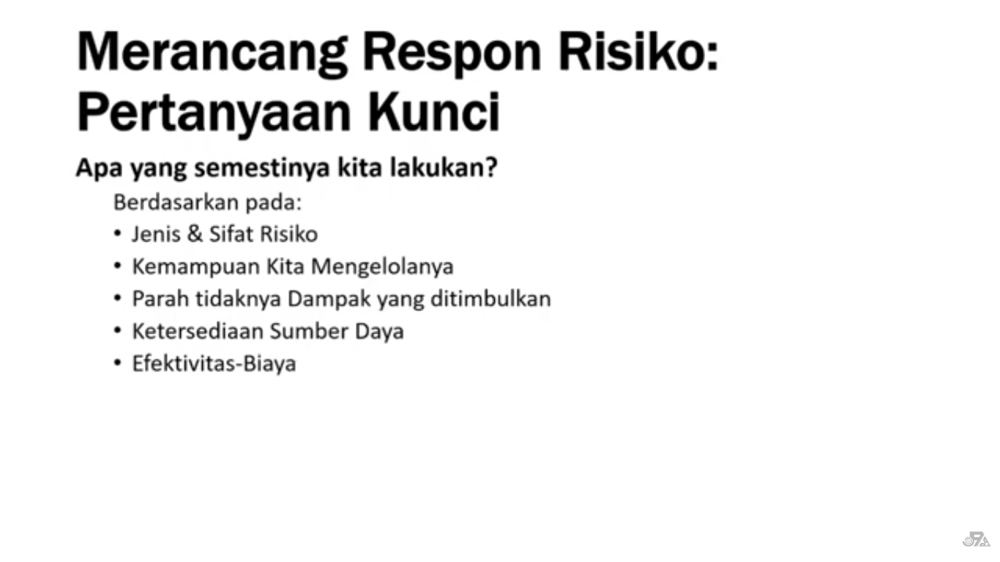 Merancang Respon Risiko:
Pertanyaan Kunci
Apa yang semestinya kita lakukan?
Berdasarkan pada:
• Jenis & Sifat Risiko
• Kemampuan Kita Mengelolanya
• Parah tidaknya Dampak yang ditimbulkan
• Ketersediaan Sumber Daya
• Efektivitas-Biaya